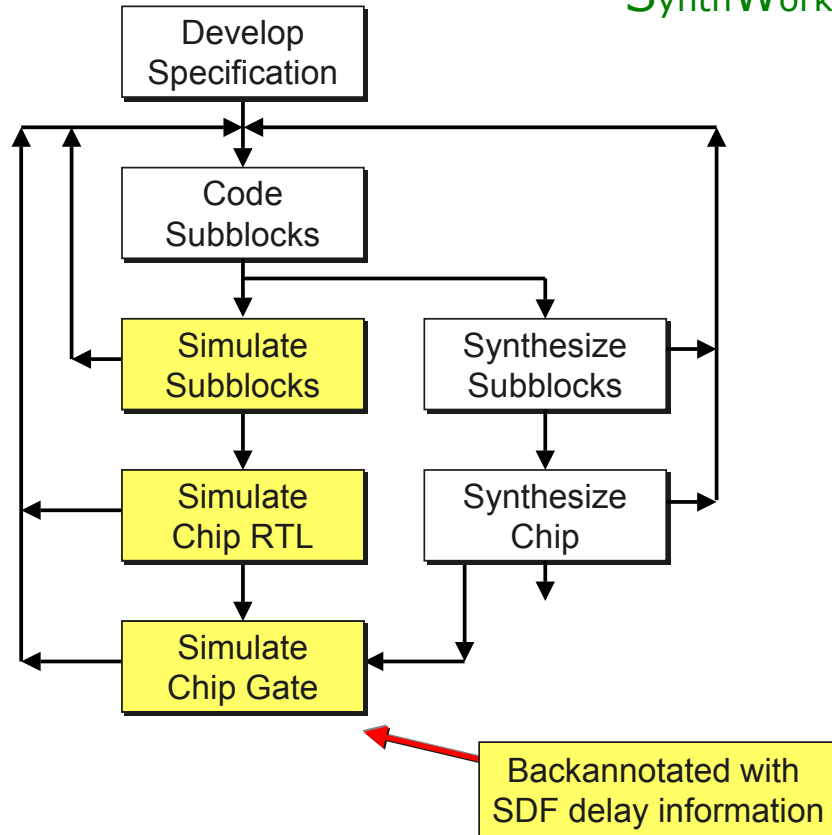 SynthWork
Develop
Specification
Code
Subblocks
Simulate
Subblocks
Synthesize
Subblocks
Simulate
Chip RTL
Synthesize
Chip
Simulate
Chip Gate
Backannotated with
SDF delay information